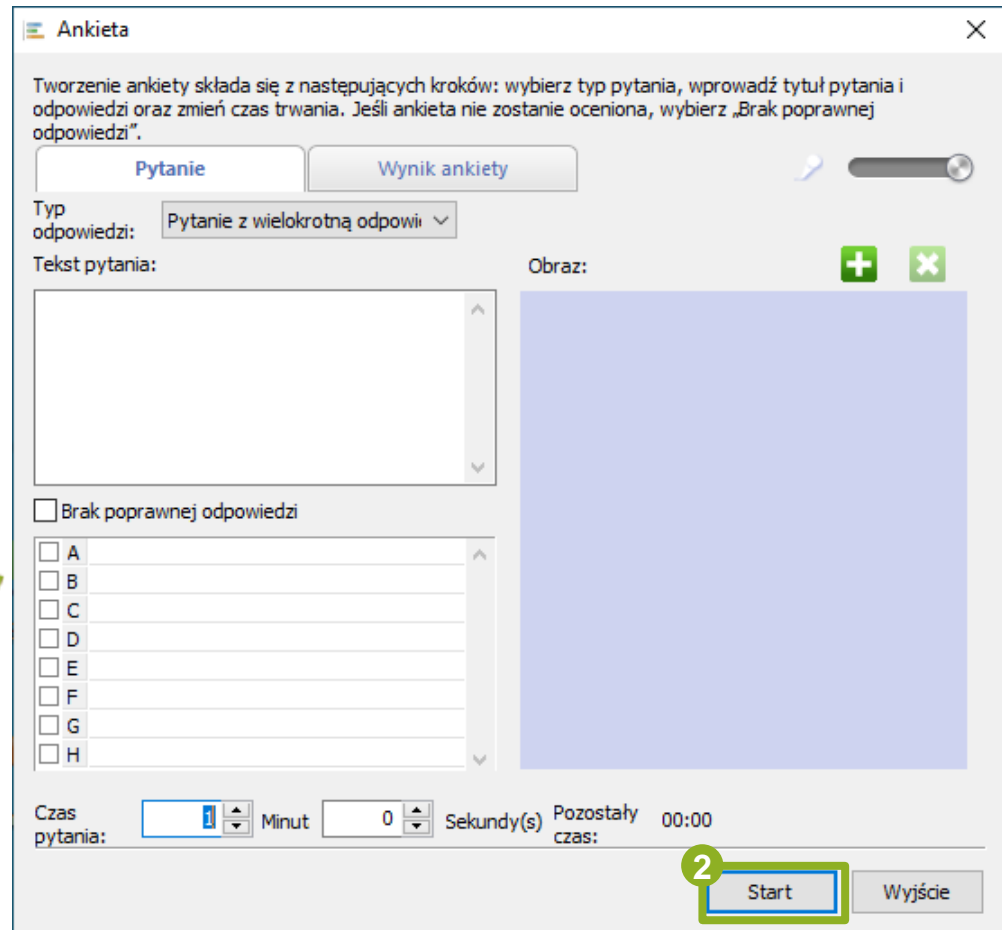 Ankieta
Tworzenie ankiety składa się z następujących kroków: wybierz typ pytania, wprowadź tytuł pytania i
odpowiedzi oraz zmień czas trwania. Jeśli ankieta nie zostanie oceniona, wybierz „Brak poprawnej
odpowiedzi”.
Pytanie
Wynik ankiety
Typ
odpowiedzi:
Pytanie z wielokrotną odpowi
Tekst pytania:
Obraz:
Brak poprawnej odpowiedzi
A
B
C
D
E
F
G
H
Czas
pytania:
1
Minut
0
Sekundy(s)
Pozostały
czas:
00:00
2
Start
Wyjście